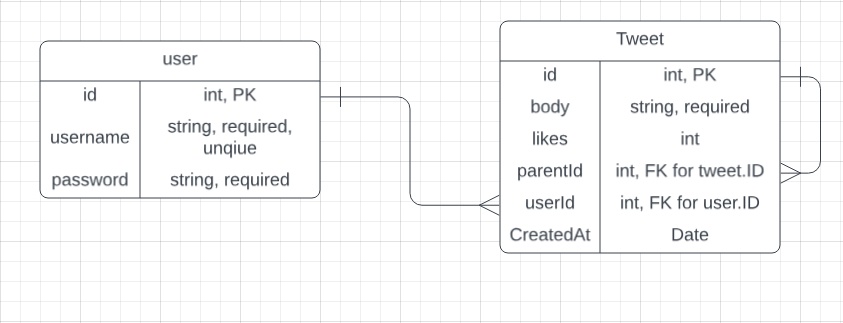 user
id int, PK
username string, required,
unqiue
password string, required
Tweet
id int, PK
body string, required
likes int
parentId int, FK for tweet.ID
userId int, FK for user.ID
CreatedAt Date